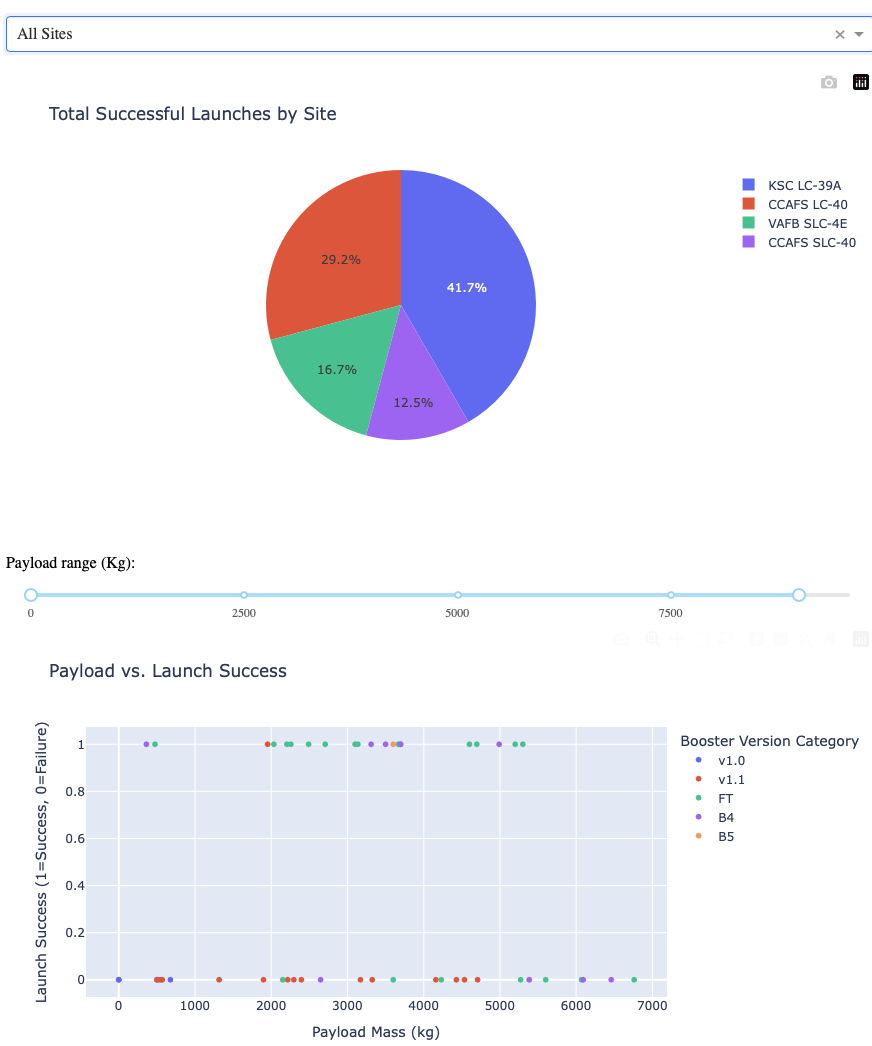 All Sites
Total Successful Launches by Site
KSC LC-39A
CCAFS LC-40
VAFB SLC-4E
CCAFS SLC-40
29.2%
41.7%
16.7%
12.5%
Payload range (Kg):
0 2500 5000 7500
Payload vs. Launch Success
Launch Success (1=Success, 0=Failure)
1
0.8
0.6
0.4
0.2
0
0 1000 2000 3000 4000 5000 6000 7000
Payload Mass (kg)
Booster Version Category
v1.0
v1.1
FT
B4
B5